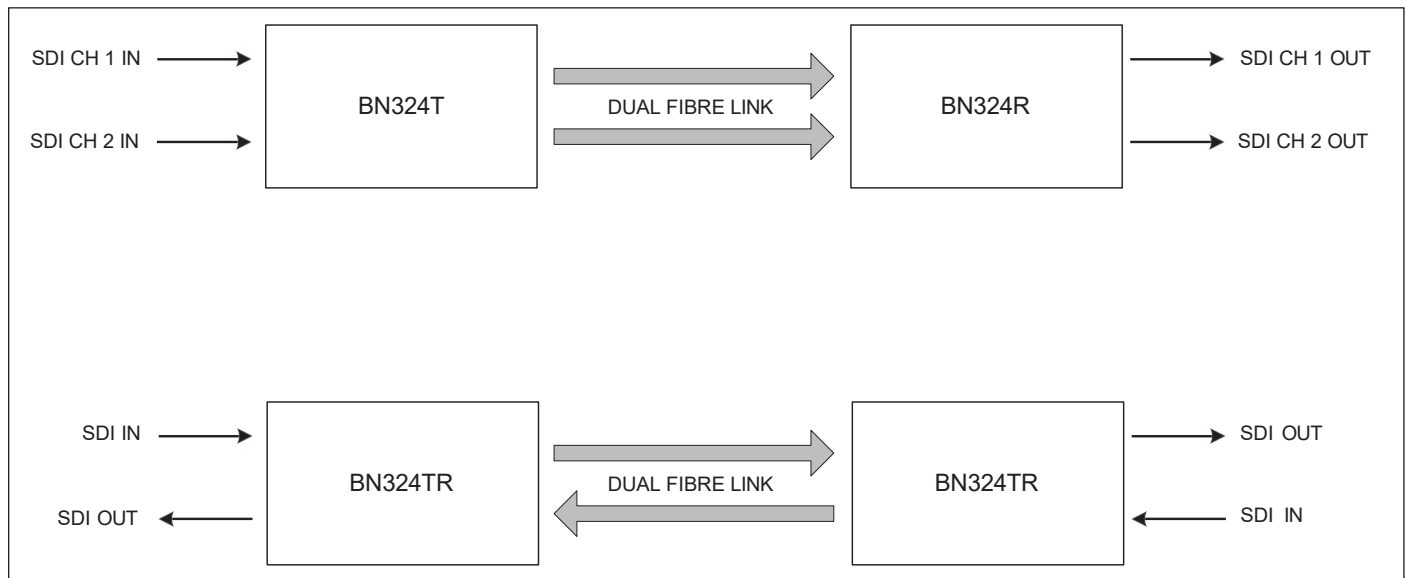 SDI CH 1 IN
SDI CH 2 IN
BN324T
DUAL FIBRE LINK
BN324R
SDI CH 1 OUT
SDI CH 2 OUT
SDI IN
SDI OUT
BN324TR
DUAL FIBRE LINK
BN324TR
SDI OUT
SDI IN